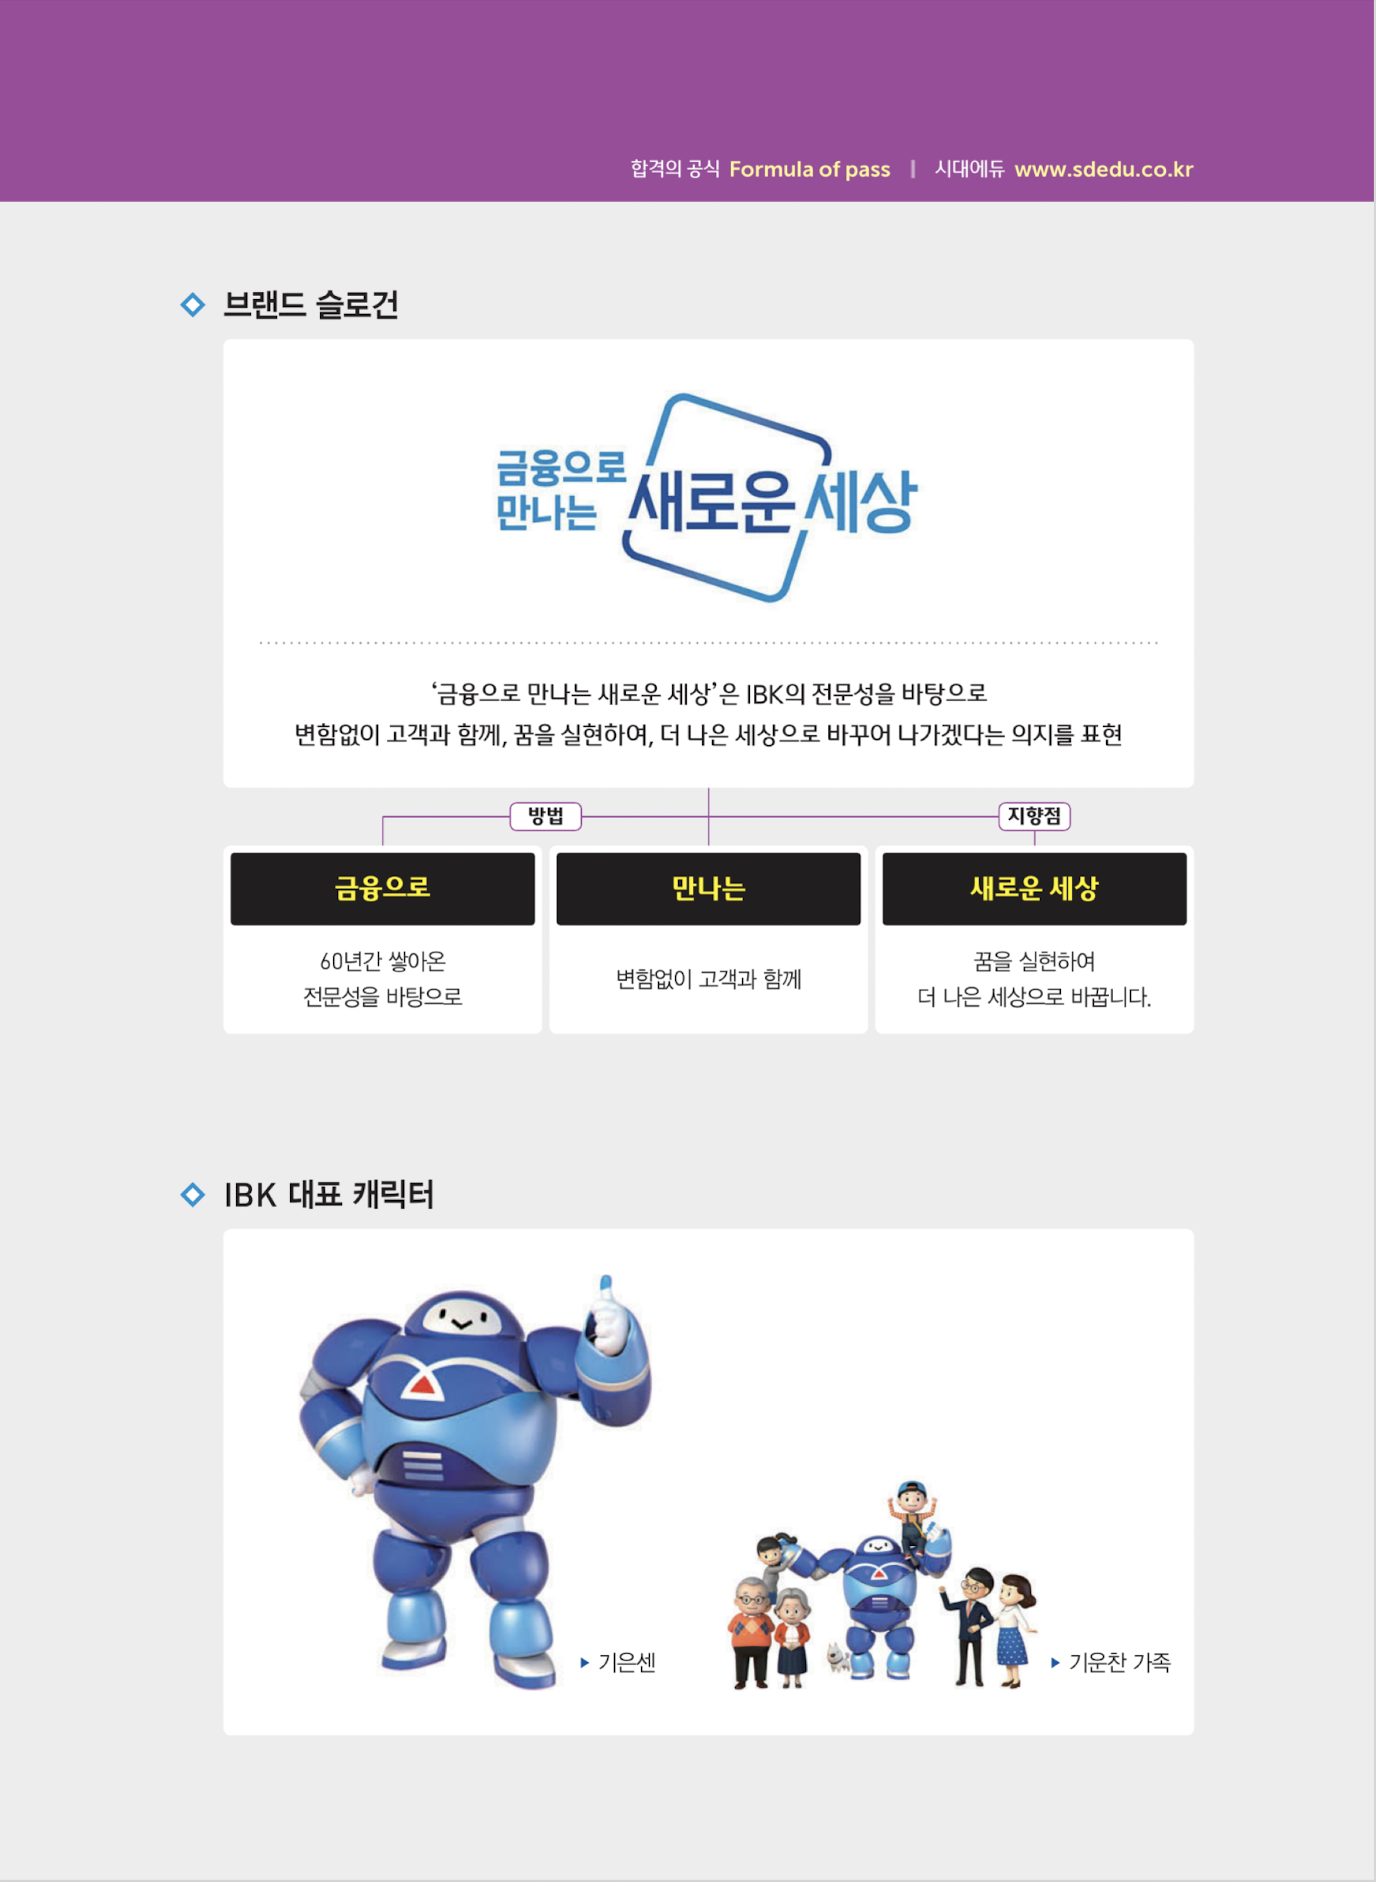 합격의 공식 Formula of pass | 시대에듀 www.sdedu.co.kr
브랜드 슬로건
금융으로
만나는 새로운 세상
‘금융으로 만나는 새로운 세상’은 IBK의 전문성을 바탕으로
변함없이 고객과 함께, 꿈을 실현하여, 더 나은 세상으로 바꾸어 나가겠다는 의지를 표현
방법
지향점
금융으로
60년간 쌓아온
전문성을 바탕으로
만나는
변함없이 고객과 함께
새로운 세상
꿈을 실현하여
더 나은 세상으로 바꿉니다.
IBK 대표 캐릭터
▸ 기은센
▸ 기운찬 가족